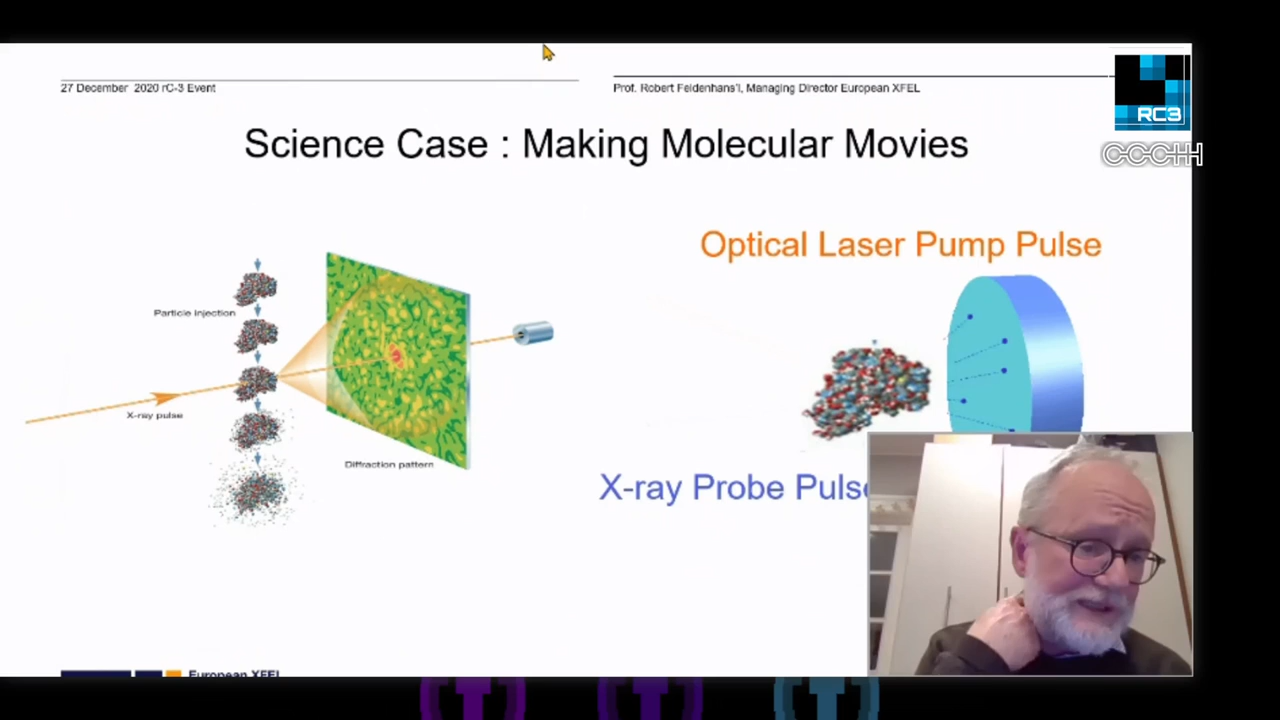 27 December 2020 rC-3 Event
Prof. Robert Feidenhans'l, Managing Director European XFEL
RC3
CCCHH
Science Case : Making Molecular Movies
Optical Laser Pump Pulse
Particle injection
X-ray pulse
Diffraction pattern
X-ray Probe Pulse
European XFEL